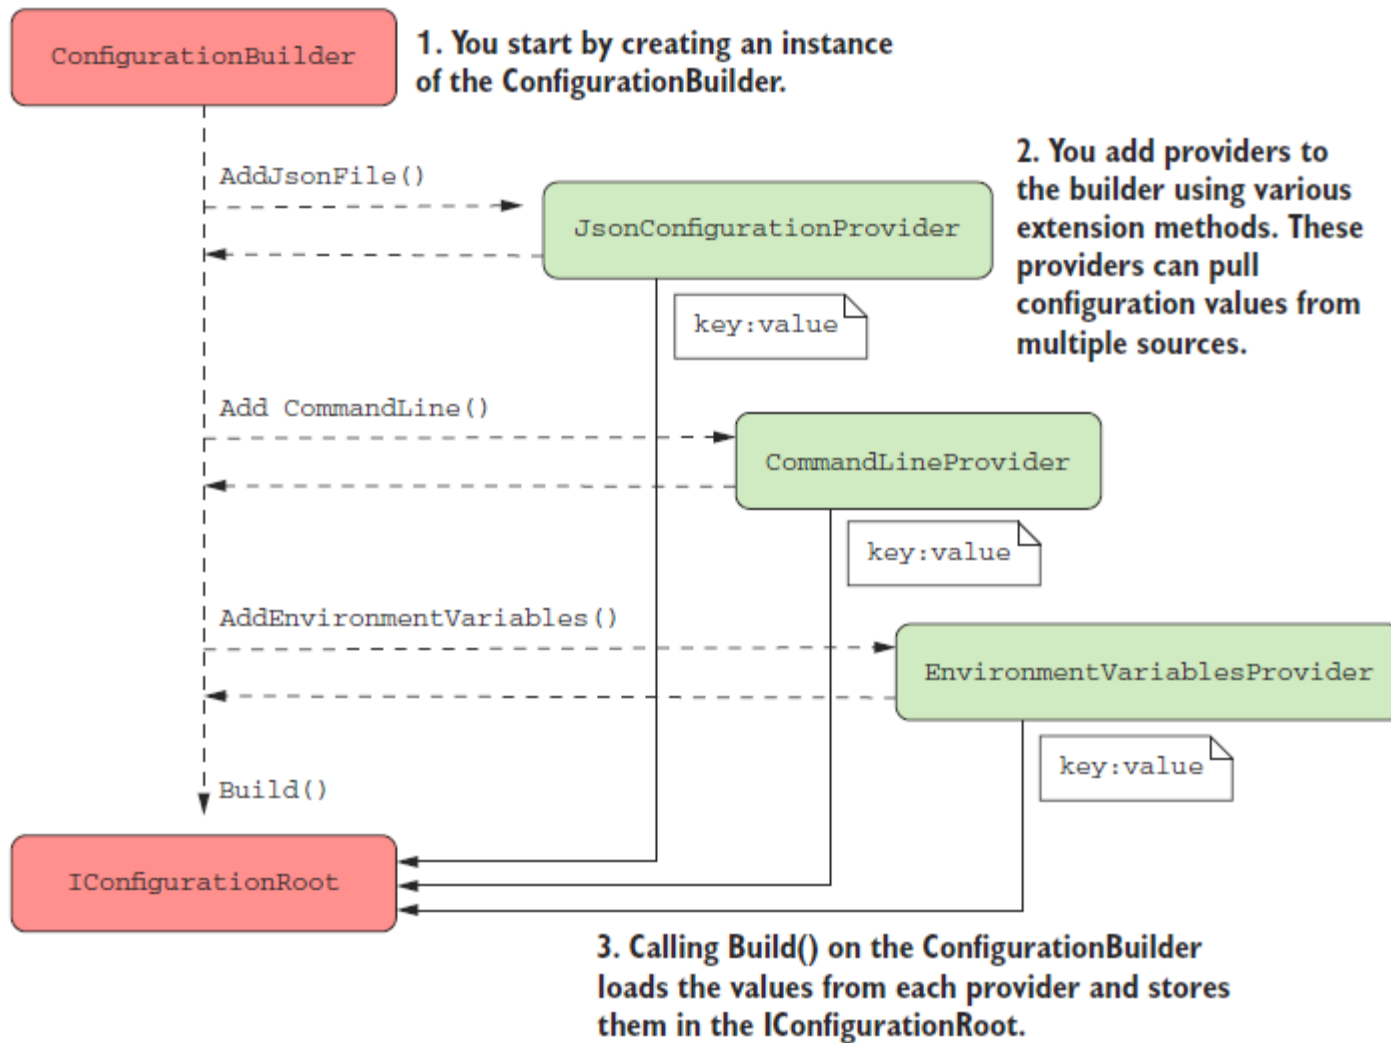 ConfigurationBuilder
1. You start by creating an instance
of the ConfigurationBuilder.
AddJsonFile()
JsonConfigurationProvider
key:value
2. You add providers to
the builder using various
extension methods. These
providers can pull
configuration values from
multiple sources.
Add CommandLine()
CommandLineProvider
key:value
AddEnvironmentVariables()
EnvironmentVariablesProvider
key:value
Build()
IConfigurationRoot
3. Calling Build() on the ConfigurationBuilder
loads the values from each provider and stores
them in the IConfigurationRoot.